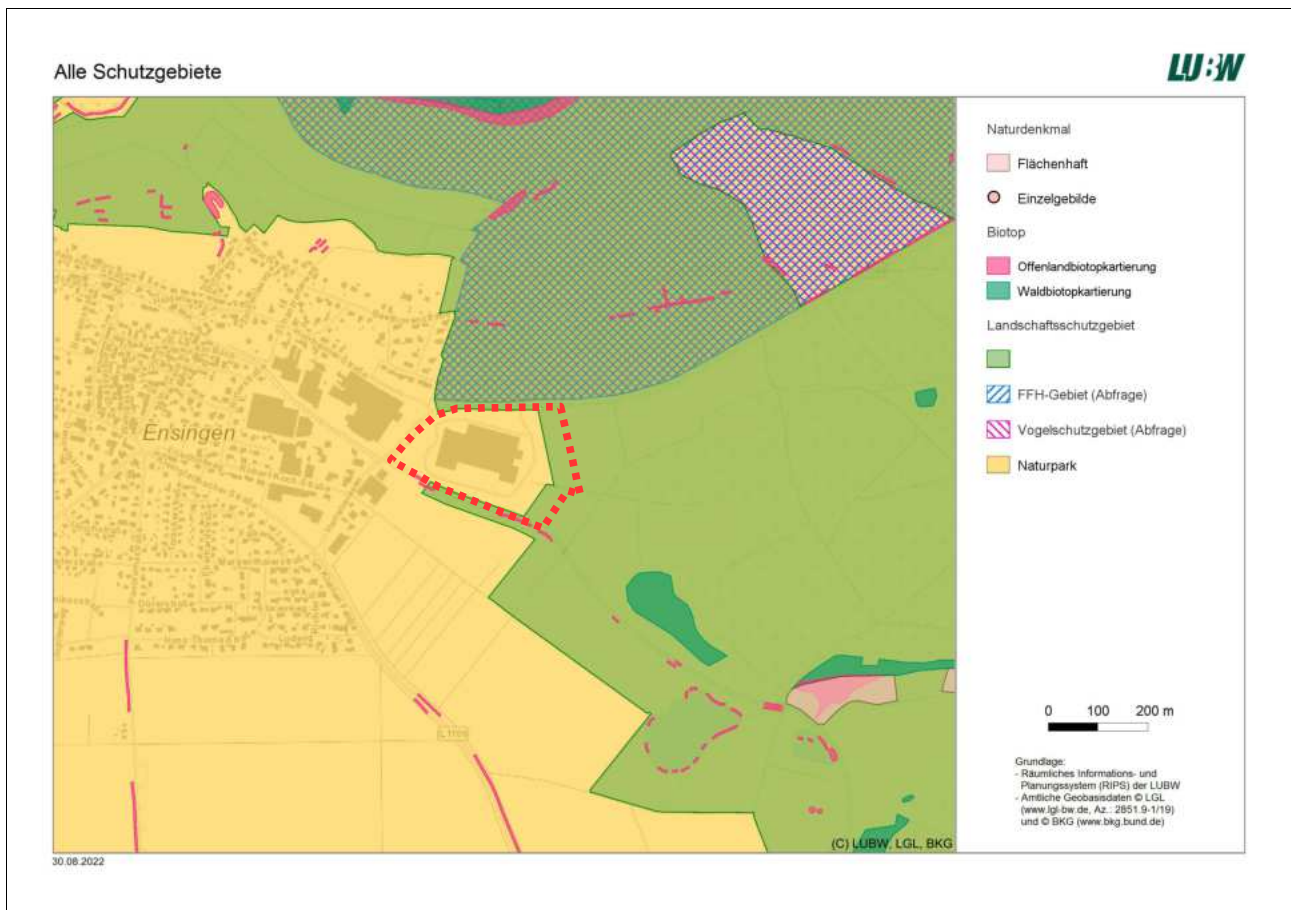 Alle Schutzgebiete
LUBW
Naturdenkmal
Flächenhaft
Einzelgebilde
Biotop
Offenlandbiotopkartierung
Waldbiotopkartierung
Landschaftsschutzgebiet
FFH-Gebiet (Abfrage)
Vogelschutzgebiet (Abfrage)
Naturpark
Ensingen
0 100 200 m
Grundlage:
- Räumliches Informations- und
Planungssystem (RIPS) der LUBW
- Amtliche Geobasisdaten © LGL
(www.lgl-bw.de, Az.: 2851.9-1/19)
und © BKG (www.bkg.bund.de)
(C) LUBW, LGL, BKG
30.08.2022